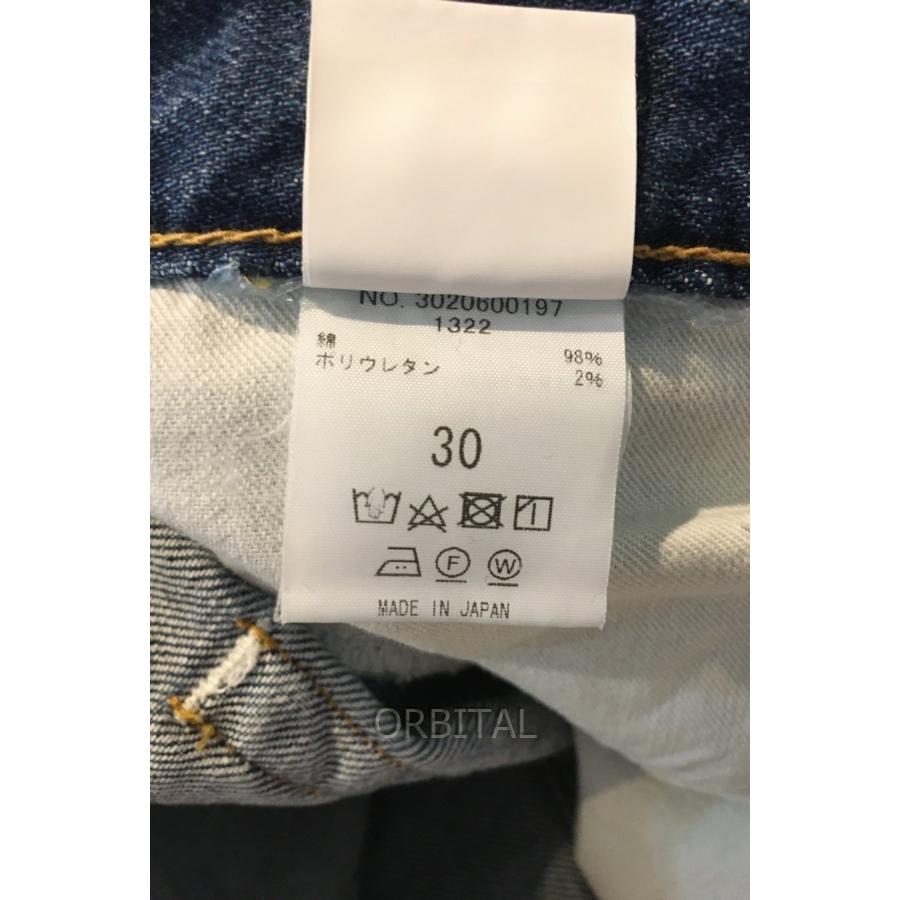 NO. 3020600197
1322
綿 98%
ポリウレタン 2%
30
F W
MADE IN JAPAN
ORBITAL